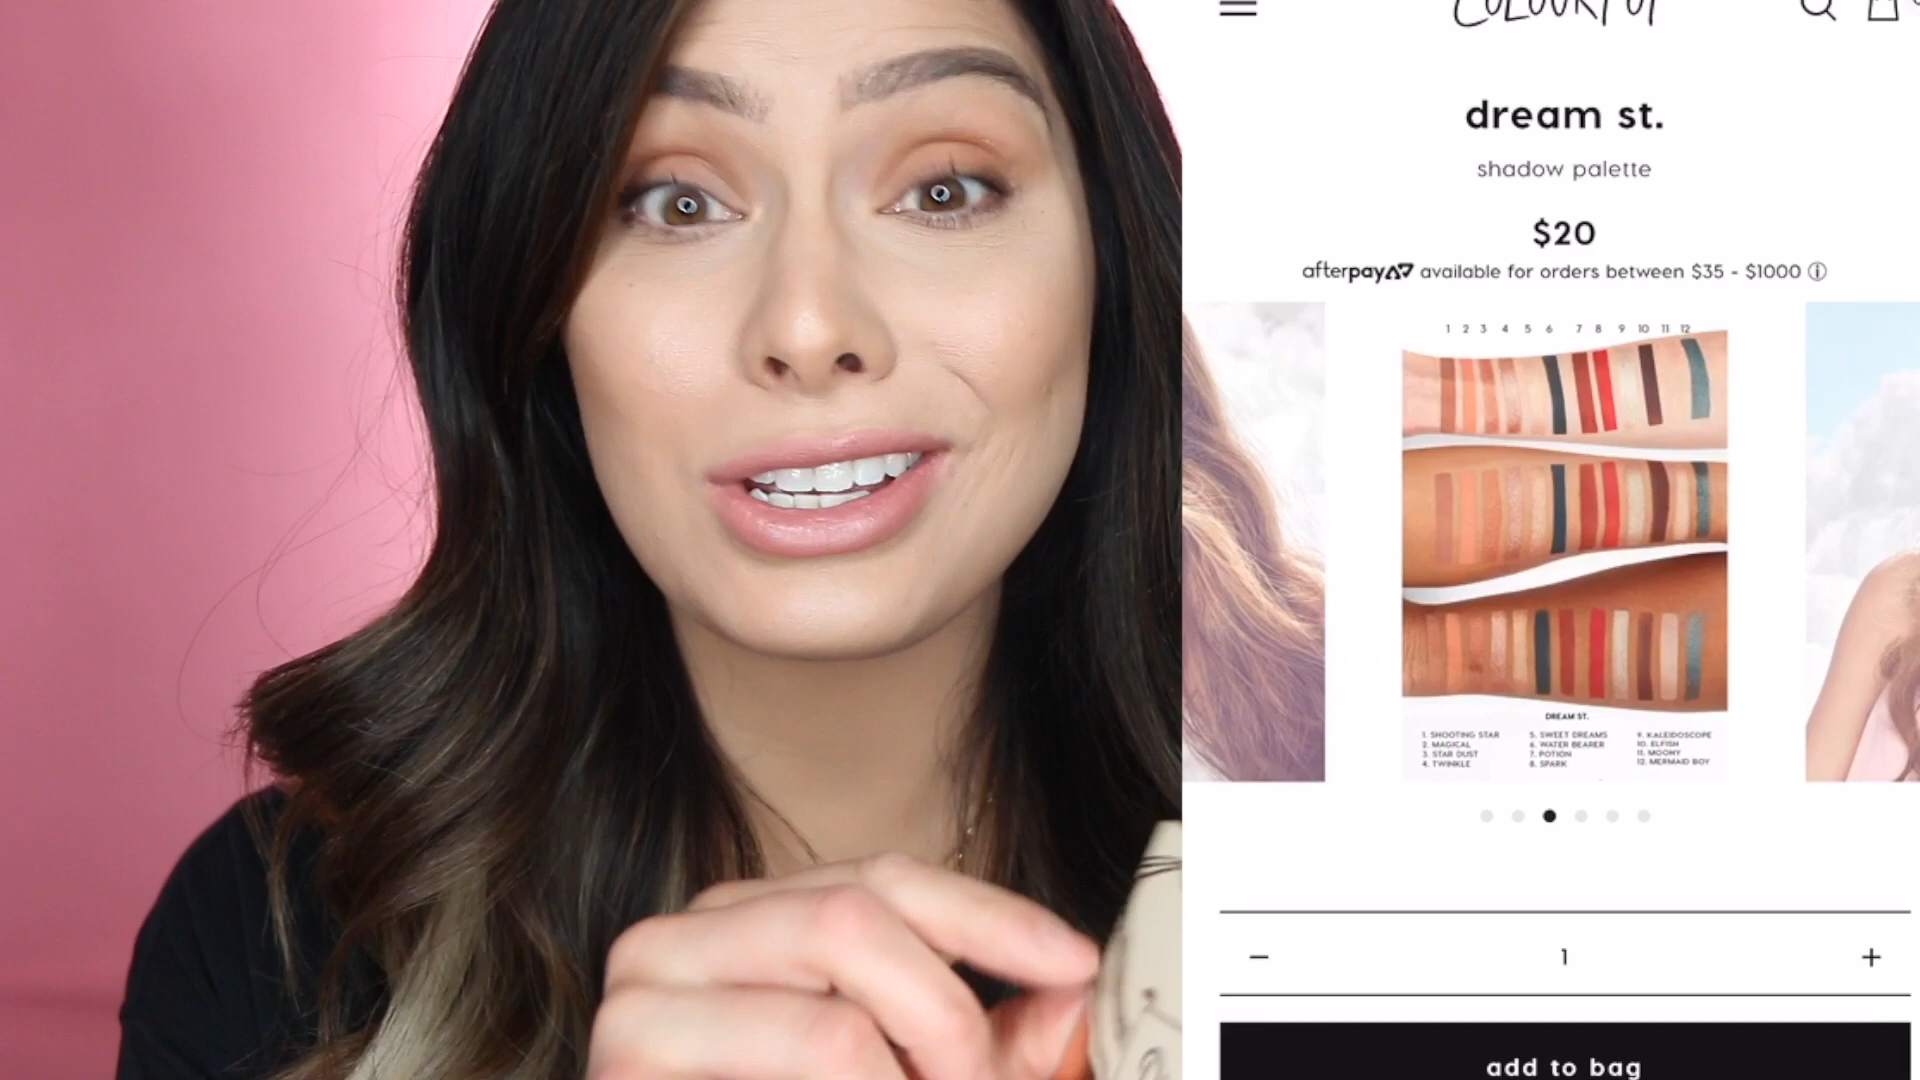 COLOURPOP
dream st.
shadow palette
$20
afterpay available for orders between $35 - $1000 ⓘ
1 2 3 4 5 6 7 8 9 10 11 12
DREAM ST.
1. SHOOTING STAR
2. MAGICAL
3. STAR DUST
4. TWINKLE
5. SWEET DREAMS
6. WATER BEARER
7. POTION
8. SPARK
9. KALEIDOSCOPE
10. ELFISH
11. MOONY
12. MERMAID BOY
− 1 +
add to bag